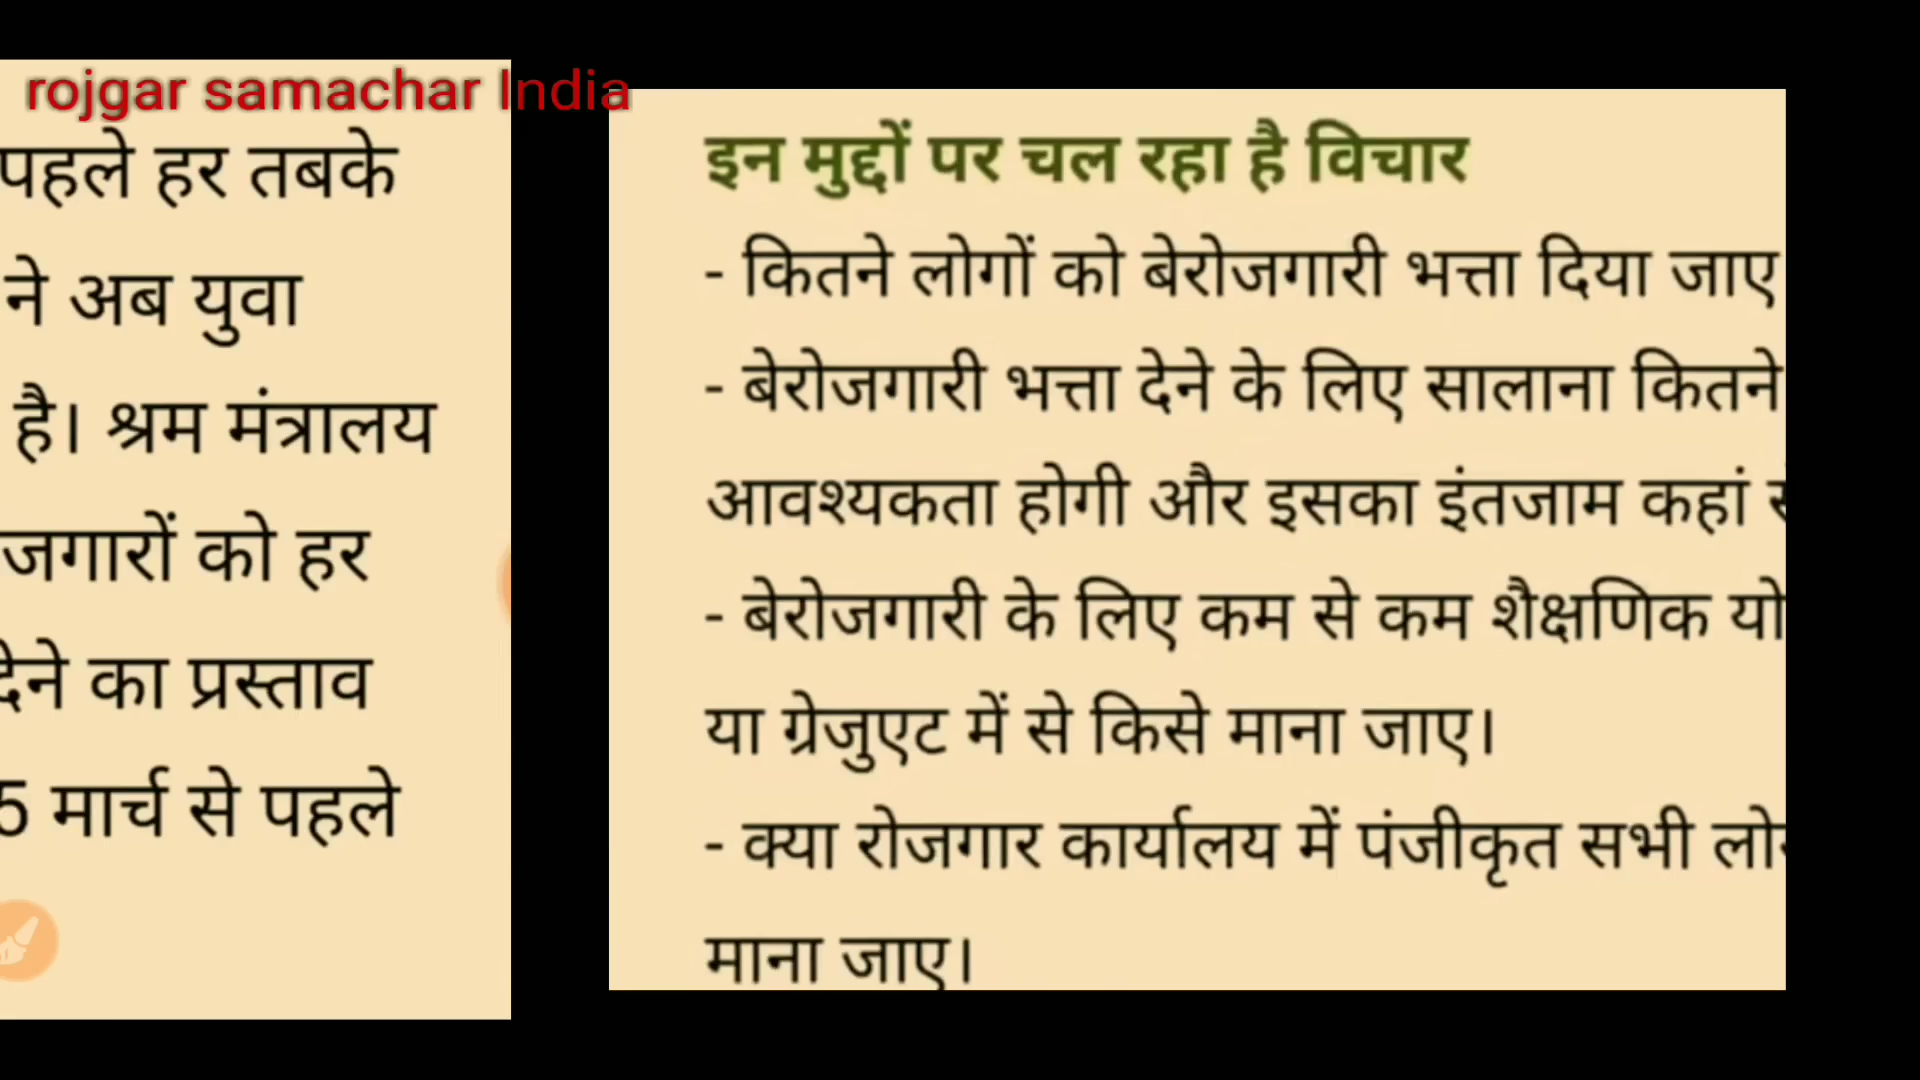 rojgar samachar India
पहले हर तबके
ने अब युवा
है। श्रम मंत्रालय
को हर
देने का प्रस्ताव
5 मार्च से पहले
इन मुद्दों पर चल रहा है विचार
- कितने लोगों को बेरोजगारी भत्ता दिया जाए
- बेरोजगारी भत्ता देने के लिए सालाना कितने
आवश्यकता होगी और इसका इंतजाम कहां
- बेरोजगारी के लिए कम से कम शैक्षणिक
या ग्रेजुएट में से किसे माना जाए।
- क्या रोजगार कार्यालय में पंजीकृत सभी
माना जाए।